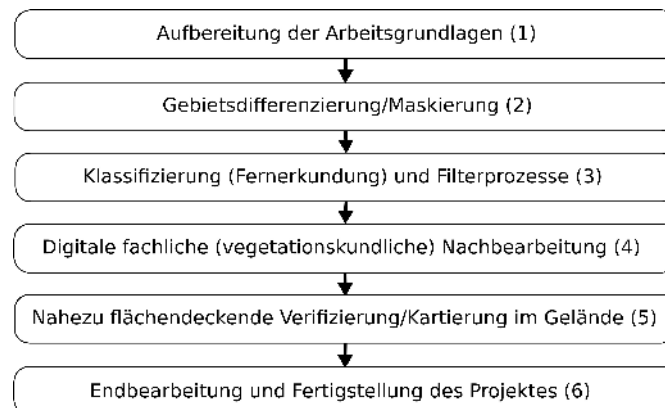 Aufbereitung der Arbeitsgrundlagen (1)
Gebietsdifferenzierung/Maskierung (2)
Klassifizierung (Fernerkundung) und Filterprozesse (3)
Digitale fachliche (vegetationskundliche) Nachbearbeitung (4)
Nahezu flächendeckende Verifizierung/Kartierung im Gelände (5)
Endbearbeitung und Fertigstellung des Projektes (6)